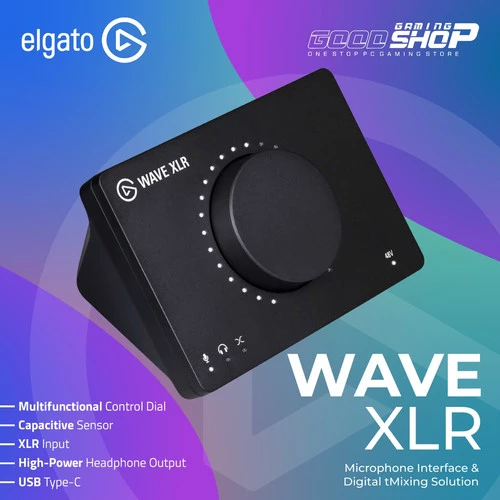 elgato
GAMING
GOOD SHOP
ONE STOP PC GAMING STORE
WAVE XLR
48V
WAVE
XLR
Microphone Interface &
Digital tMixing Solution
Multifunctional Control Dial
Capacitive Sensor
XLR Input
High-Power Headphone Output
USB Type-C